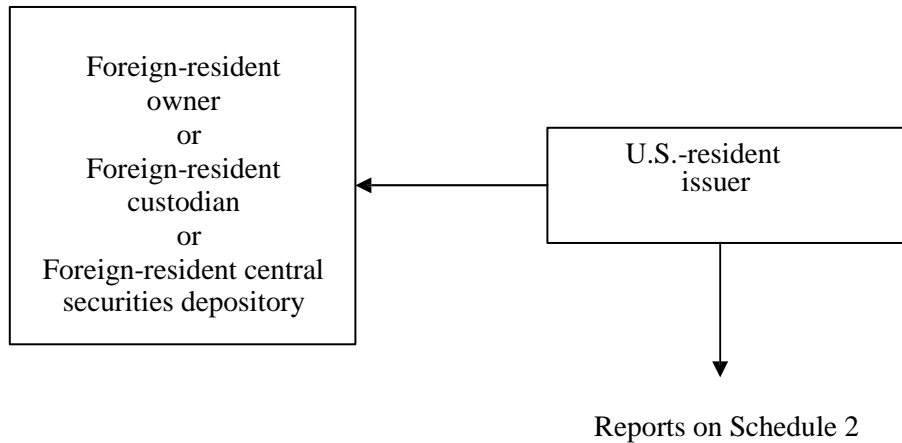 Foreign-resident
owner
or
Foreign-resident
custodian
or
Foreign-resident central
securities depository
U.S.-resident
issuer
Reports on Schedule 2